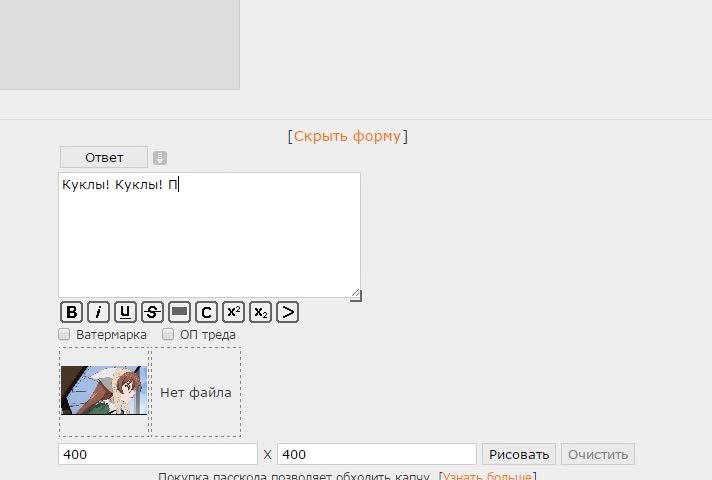 [Скрыть форму]
Ответ
Куклы! Куклы! П
B i U S C x² x₂ >
Ватермарка ОП треда
Нет файла
400 X 400 Рисовать Очистить
Покупка пасскода позволяет обходить капчу. [Узнать больше]